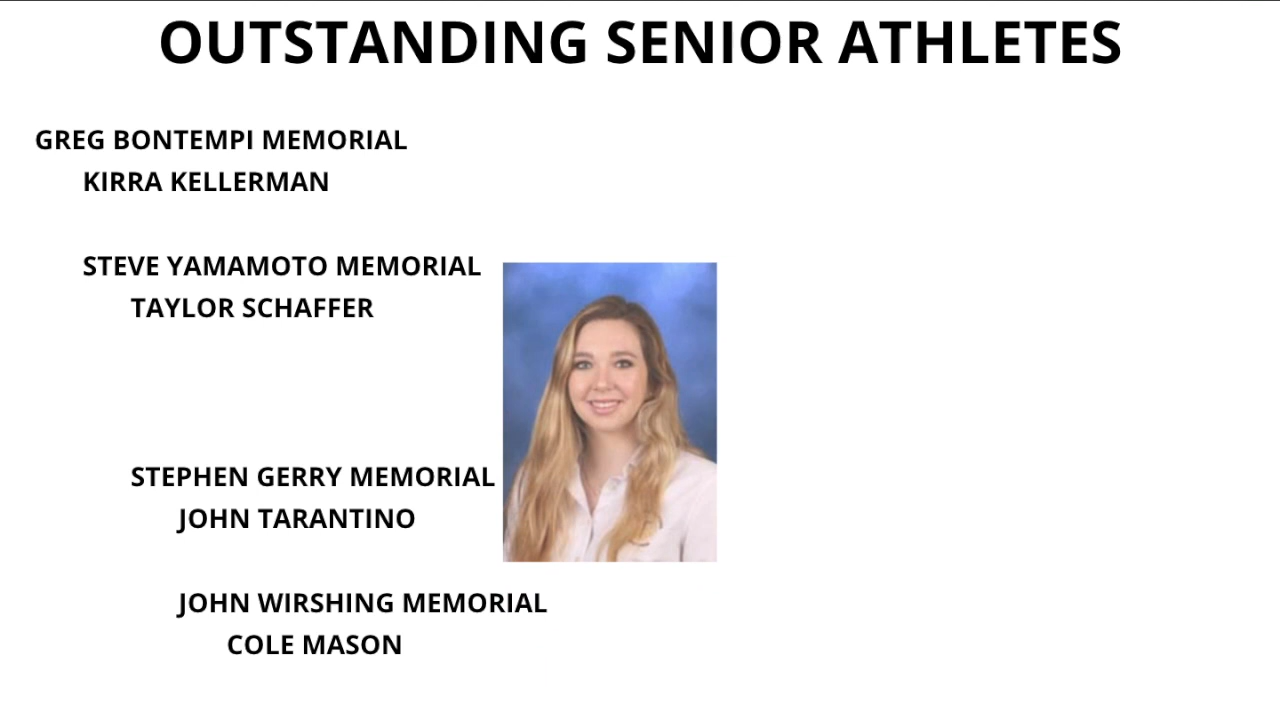 OUTSTANDING SENIOR ATHLETES
GREG BONTEMPI MEMORIAL
KIRRA KELLERMAN
STEVE YAMAMOTO MEMORIAL
TAYLOR SCHAFFER
STEPHEN GERRY MEMORIAL
JOHN TARANTINO
JOHN WIRSHING MEMORIAL
COLE MASON